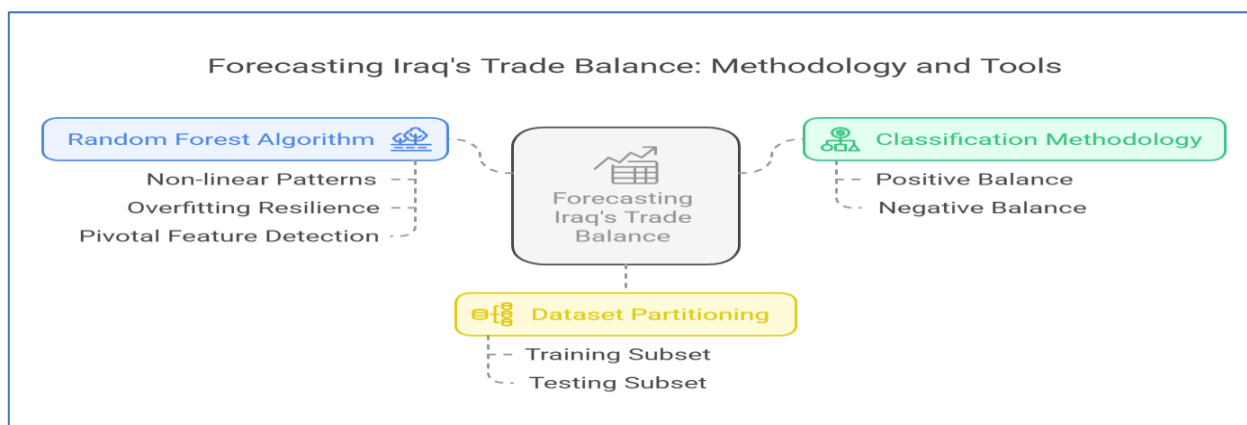 Forecasting Iraq's Trade Balance: Methodology and Tools
Random Forest Algorithm
Non-linear Patterns
Overfitting Resilience
Pivotal Feature Detection
Forecasting
Iraq's Trade
Balance
Classification Methodology
Positive Balance
Negative Balance
Dataset Partitioning
Training Subset
Testing Subset